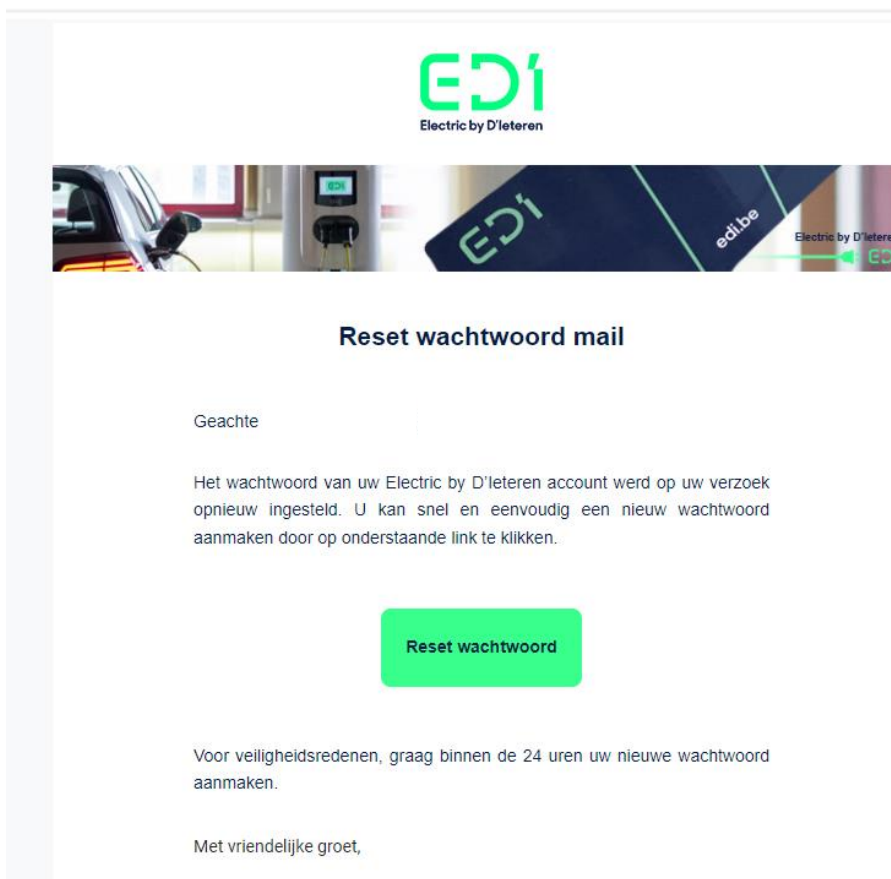 EDI
Electric by D'Ieteren
EDI
EDI
edi.be
Electric by D'Ieteren
Reset wachtwoord mail
Geachte
Het wachtwoord van uw Electric by D'Ieteren account werd op uw verzoek
opnieuw ingesteld. U kan snel en eenvoudig een nieuw wachtwoord
aanmaken door op onderstaande link te klikken.
Reset wachtwoord
Voor veiligheidsredenen, graag binnen de 24 uren uw nieuwe wachtwoord
aanmaken.
Met vriendelijke groet,